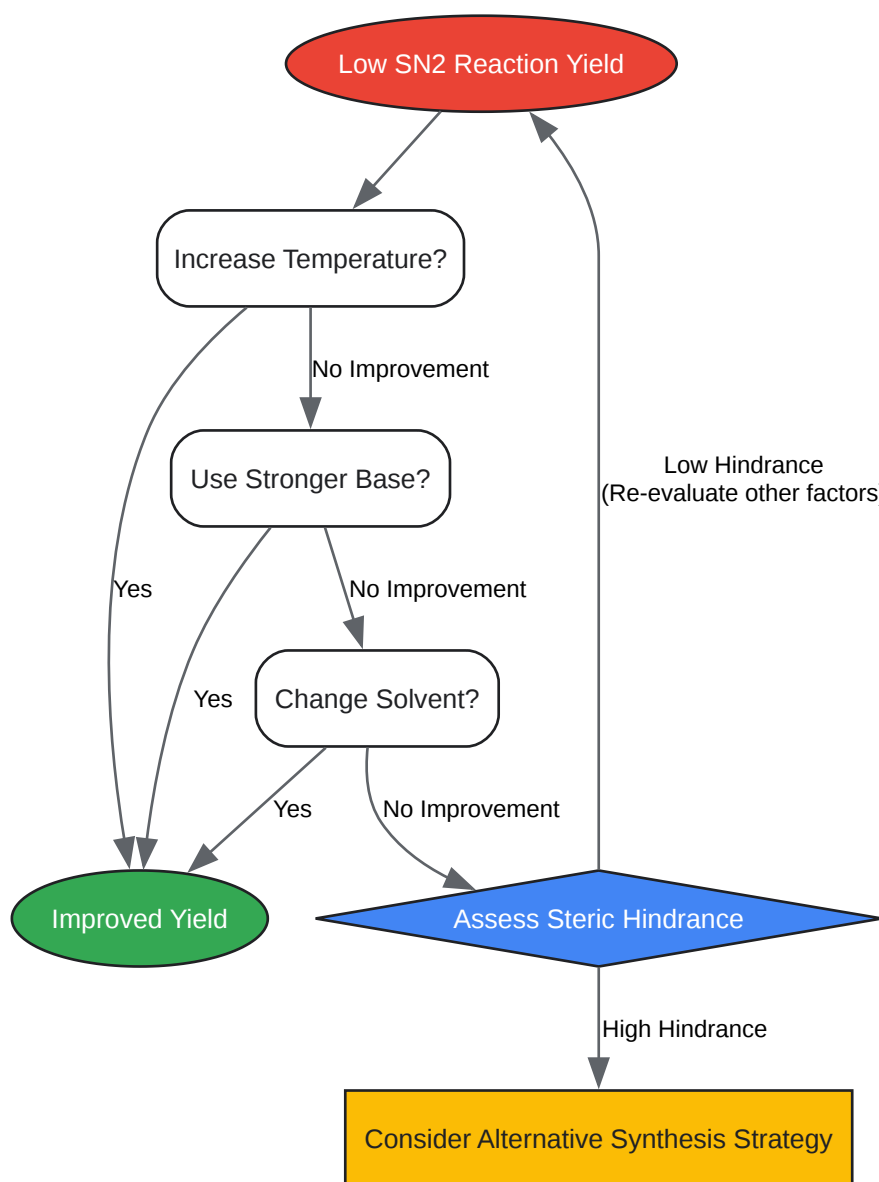 Low SN2 Reaction Yield
Increase Temperature?
No Improvement
Use Stronger Base?
Low Hindrance
(Re-evaluate other factors)
Yes
No Improvement
Yes
Change Solvent?
Yes
No Improvement
Improved Yield
Assess Steric Hindrance
High Hindrance
Consider Alternative Synthesis Strategy